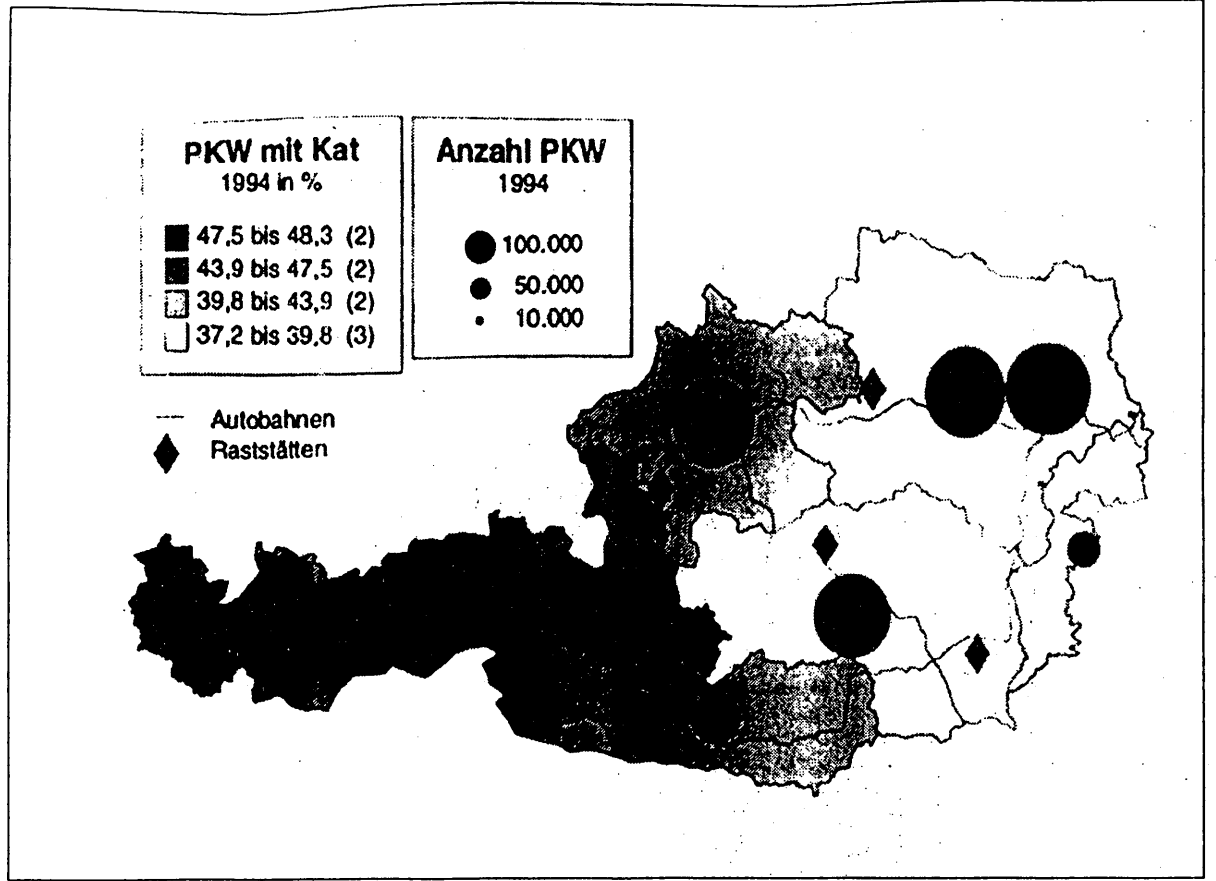 PKW mit Kat
1994 in %
47,5 bis 48,3 (2)
43,9 bis 47,5 (2)
39,8 bis 43,9 (2)
37,2 bis 39,8 (3)
Anzahl PKW
1994
100.000
50.000
10.000
Autobahnen
Raststätten